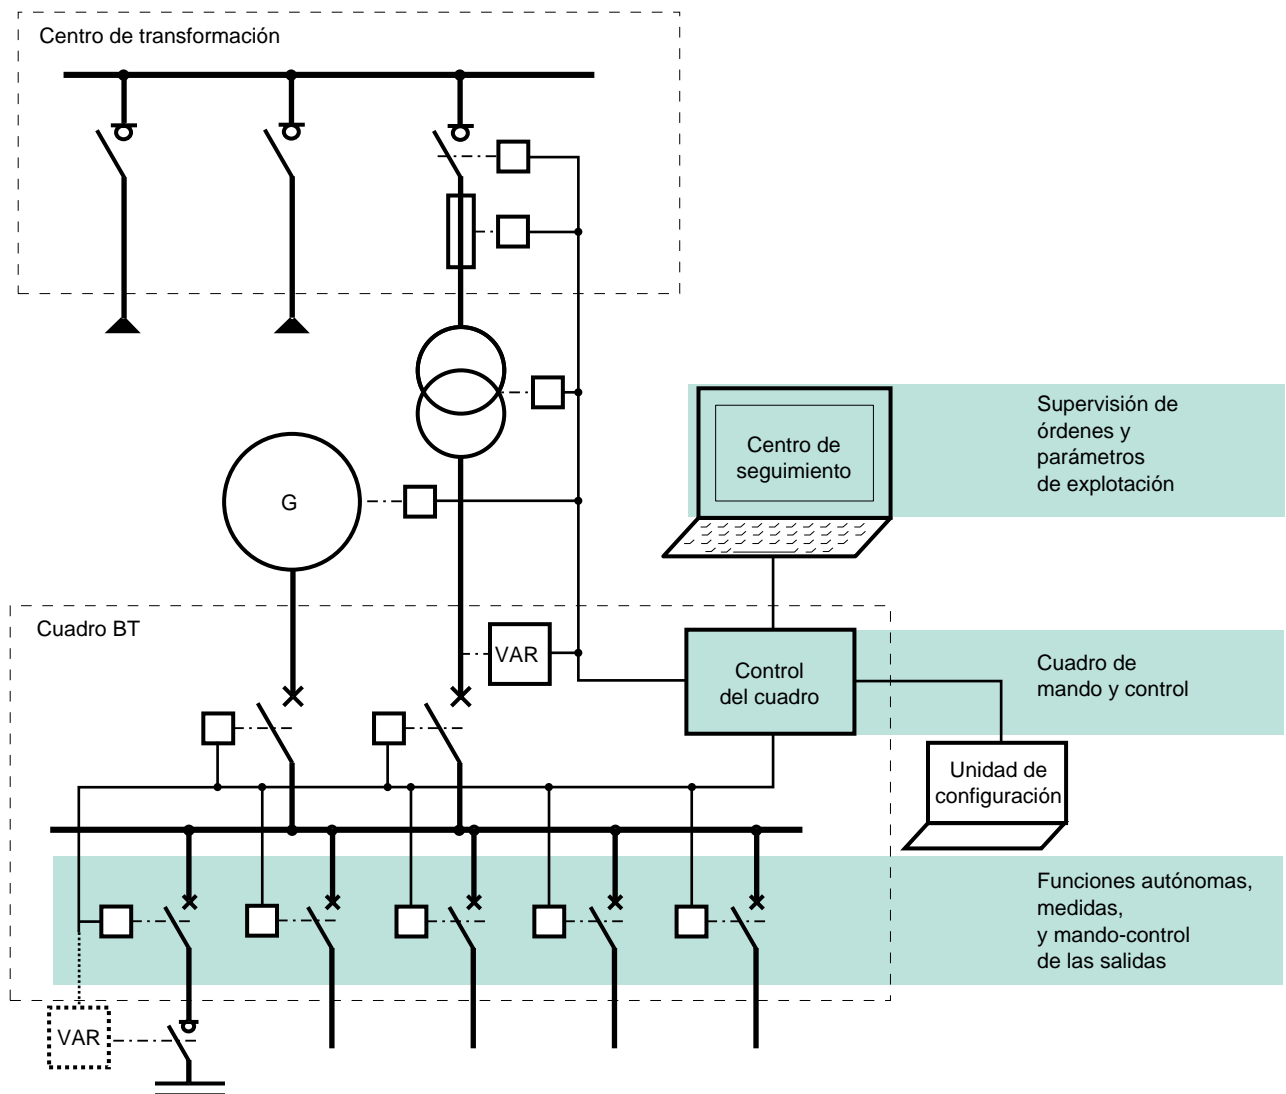 Centro de transformación
Centro de
seguimiento
Supervisión de
órdenes y
parámetros
de explotación
G
Cuadro BT
VAR
Control
del cuadro
Cuadro de
mando y control
Unidad de
configuración
Funciones autónomas,
medidas,
y mando-control
de las salidas
VAR